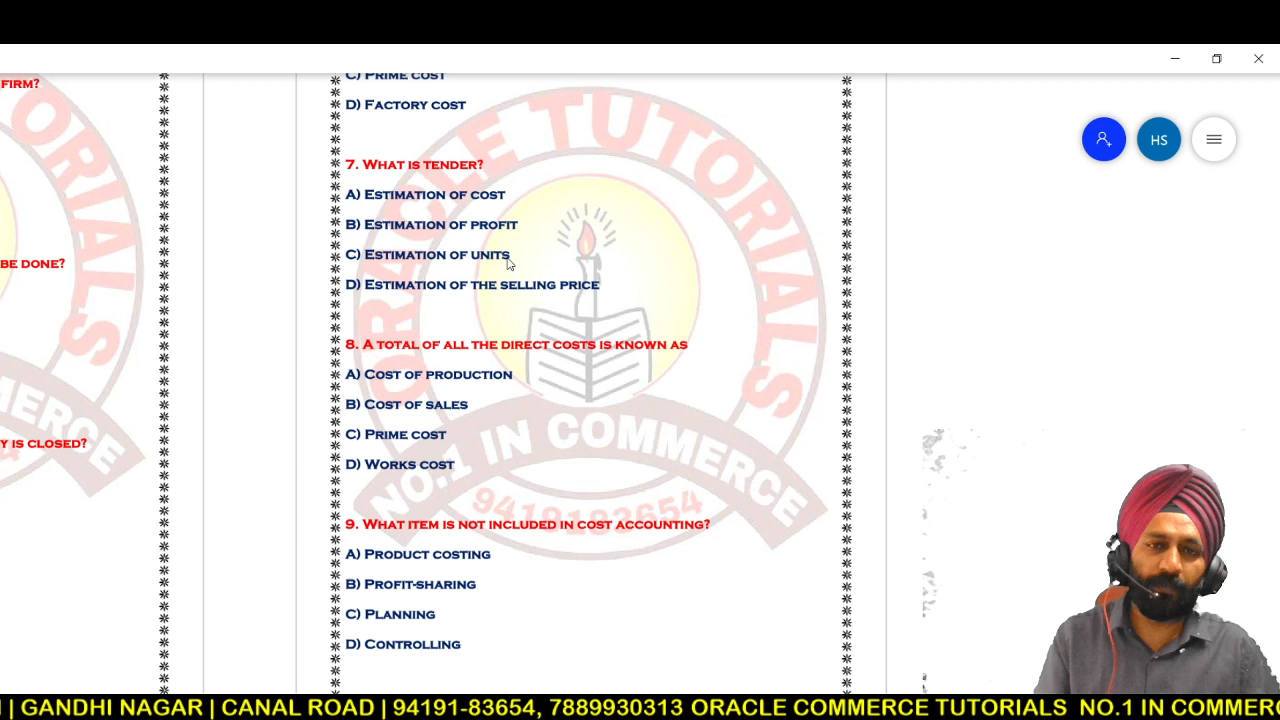 FIRM?
BE DONE?
Y IS CLOSED?
C) PRIME COST
D) FACTORY COST
7. WHAT IS TENDER?
A) ESTIMATION OF COST
B) ESTIMATION OF PROFIT
C) ESTIMATION OF UNITS
D) ESTIMATION OF THE SELLING PRICE
8. A TOTAL OF ALL THE DIRECT COSTS IS KNOWN AS
A) COST OF PRODUCTION
B) COST OF SALES
C) PRIME COST
D) WORKS COST
9. WHAT ITEM IS NOT INCLUDED IN COST ACCOUNTING?
A) PRODUCT COSTING
B) PROFIT-SHARING
C) PLANNING
D) CONTROLLING
ORACLE TUTORIALS
NO.1 IN COMMERCE
9419183654
ORIALS
MERCE
HS
| GANDHI NAGAR | CANAL ROAD | 94191-83654, 7889930313 ORACLE COMMERCE TUTORIALS NO.1 IN COMMERC